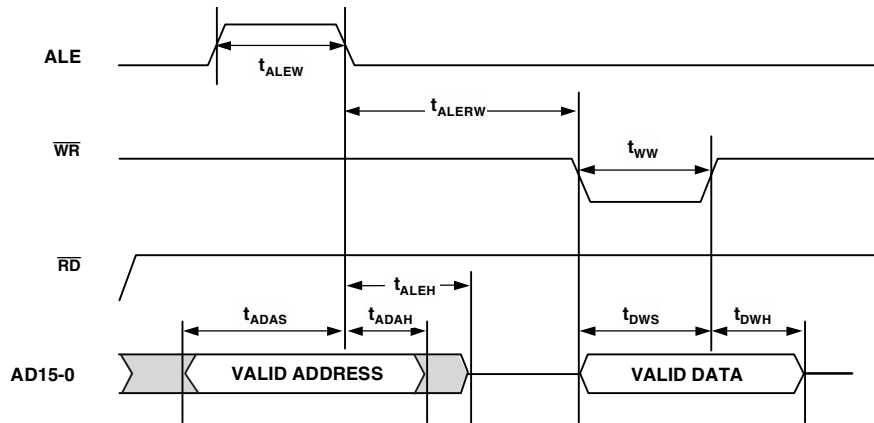 ALE
tALEW
tALERW
WR
tWW
RD
tALEH
tADAS
tADAH
tDWS
tDWH
AD15-0
VALID ADDRESS
VALID DATA